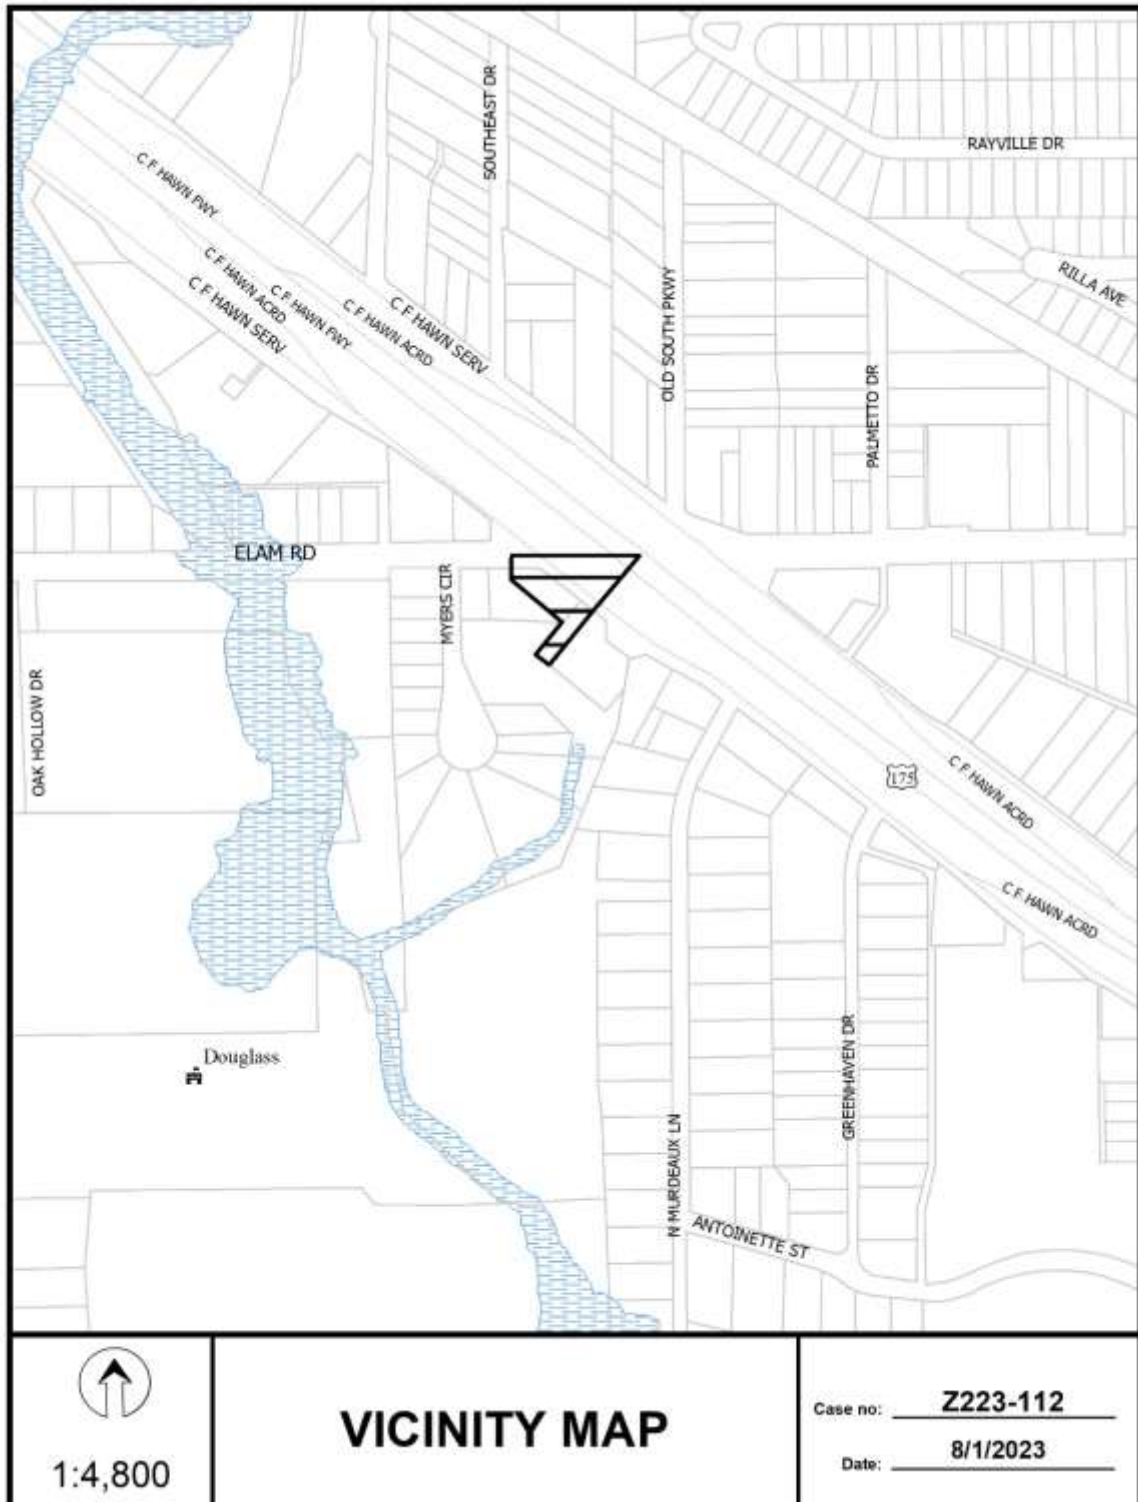 SOUTHEAST DR
RAYVILLE DR
C F HAWN FWY
RILLA AVE
C F HAWN ACRD
C F HAWN SERV
C F HAWN FWY
C F HAWN ACRD
C F HAWN SERV
OLD SOUTH PKWY
PALMETTO DR
ELAM RD
MYERS CIR
OAK HOLLOW DR
175
C F HAWN ACRD
C F HAWN ACRD
Douglass
GREENHAVEN DR
N MURDEAUX LN
ANTOINETTE ST
1:4,800
VICINITY MAP
Case no: Z223-112
Date: 8/1/2023